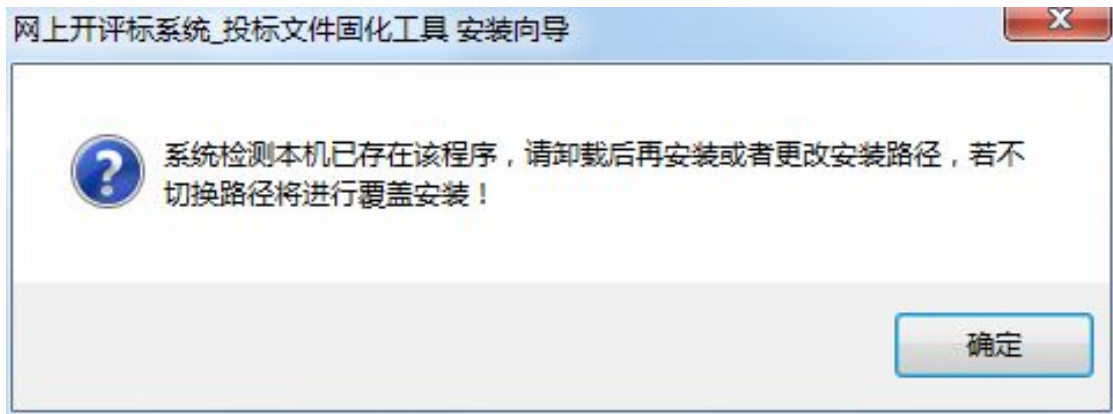 网上开评标系统_投标文件固化工具 安装向导
系统检测本机已存在该程序，请卸载后再安装或者更改安装路径，若不
切换路径将进行覆盖安装！
确定